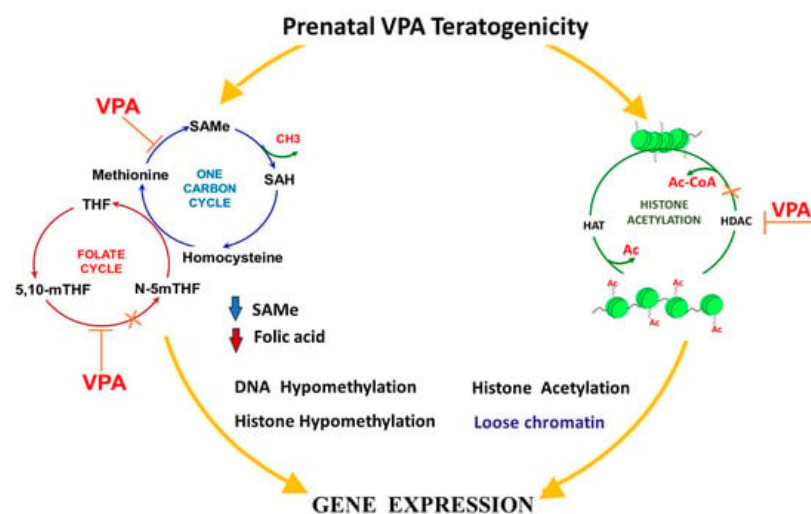 Prenatal VPA Teratogenicity
VPA
SAMe
CH3
Methionine
ONE
CARBON
CYCLE
SAH
THF
Homocysteine
FOLATE
CYCLE
5,10-mTHF
N-5mTHF
VPA
SAMe
Folic acid
Ac-CoA
HISTONE
ACETYLATION
HAT
HDAC
VPA
Ac
Ac
Ac
Ac
Ac
DNA Hypomethylation
Histone Acetylation
Histone Hypomethylation
Loose chromatin
GENE EXPRESSION